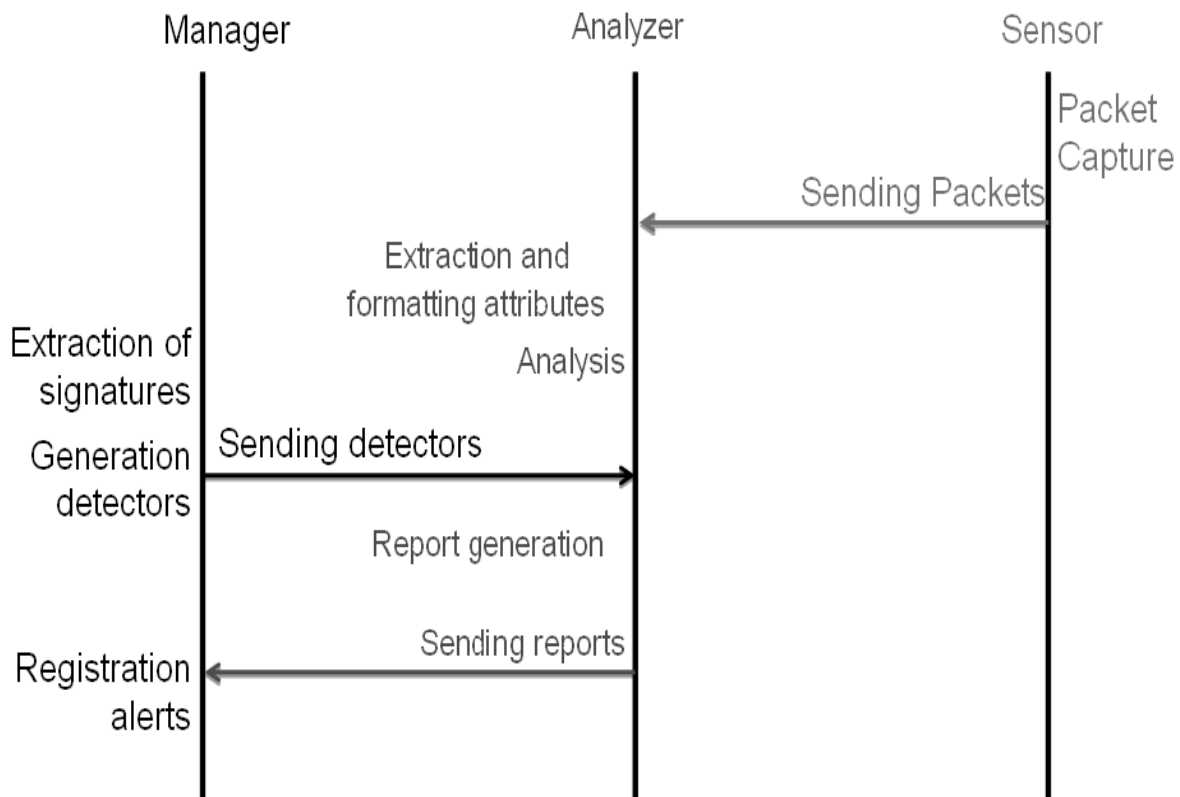 Manager
Analyzer
Sensor
Packet
Capture
Sending Packets
Extraction and
formatting attributes
Extraction of
signatures
Analysis
Generation
detectors
Sending detectors
Report generation
Sending reports
Registration
alerts